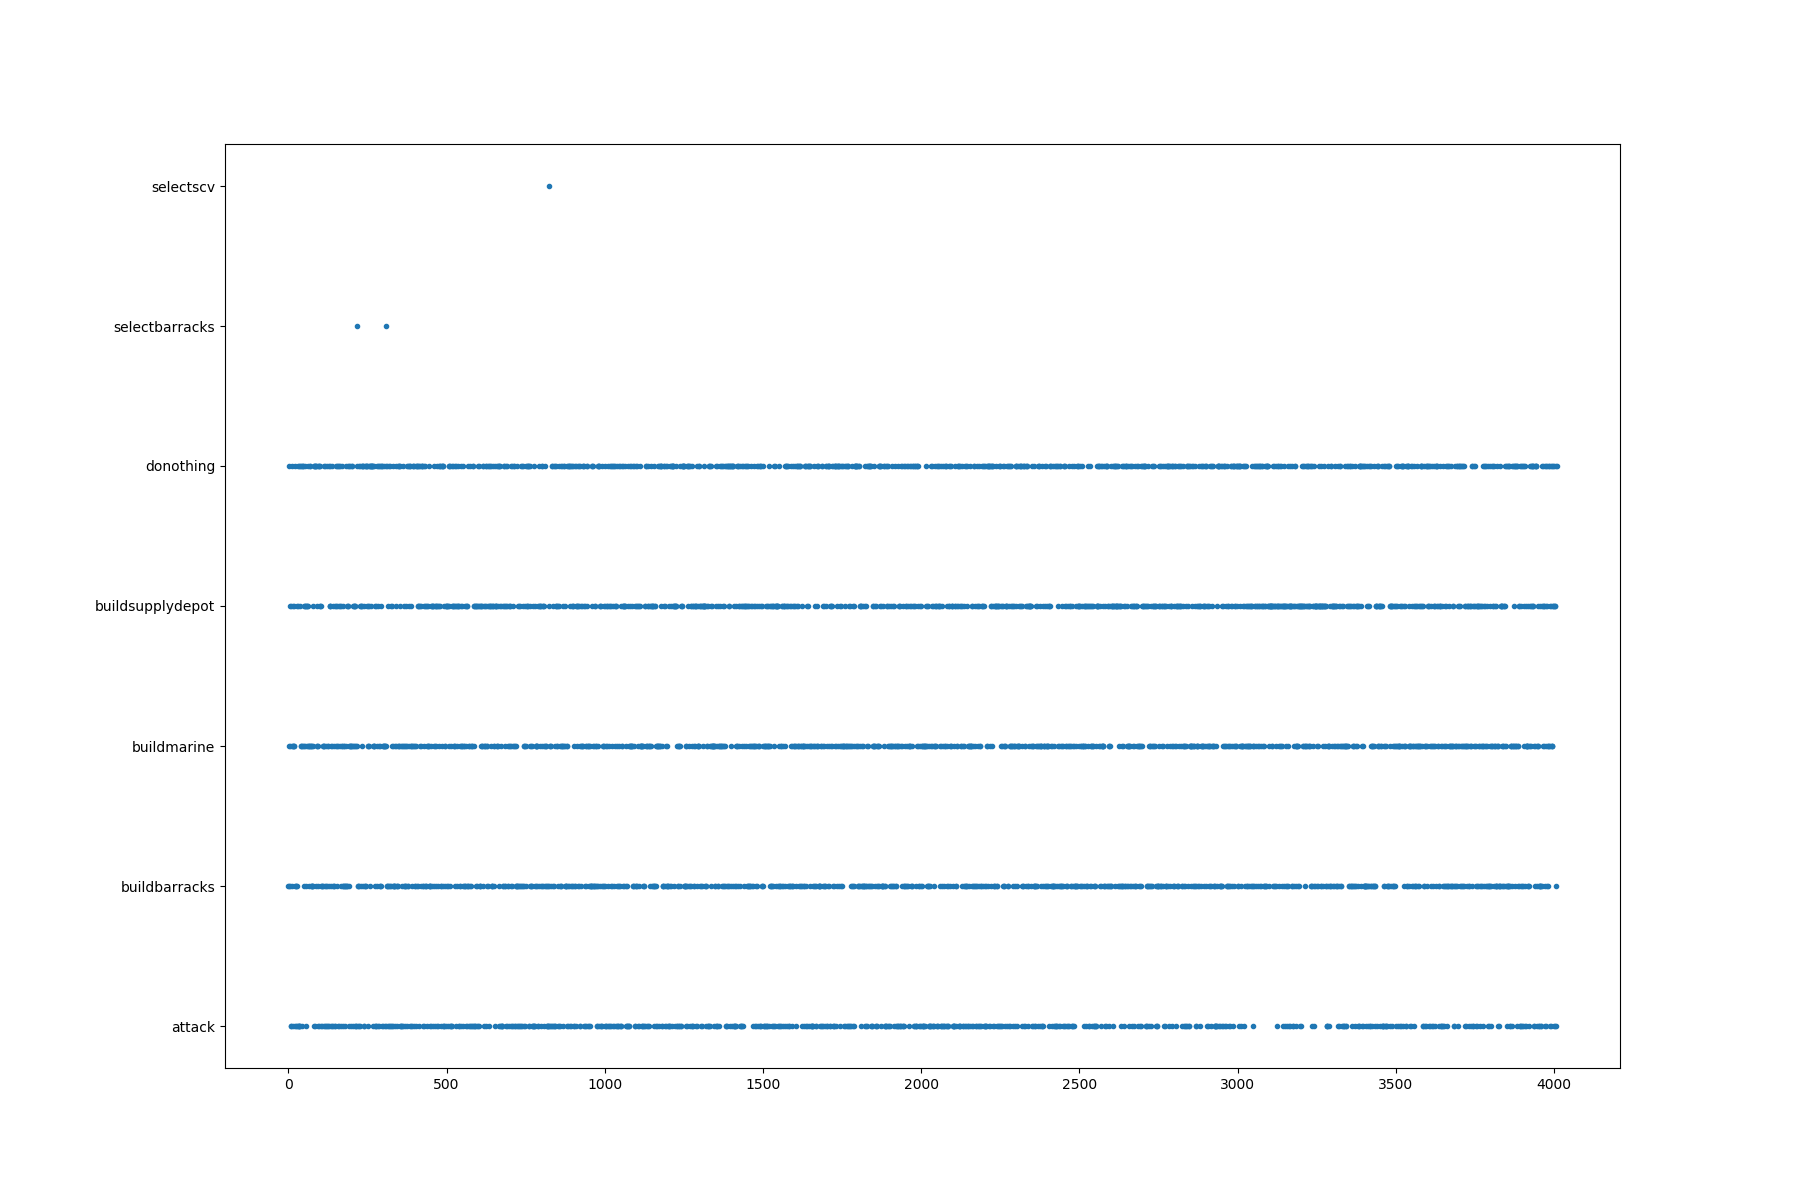 selectscv
selectbarracks
donothing
buildsupplydepot
buildmarine
buildbarracks
attack
0 500 1000 1500 2000 2500 3000 3500 4000